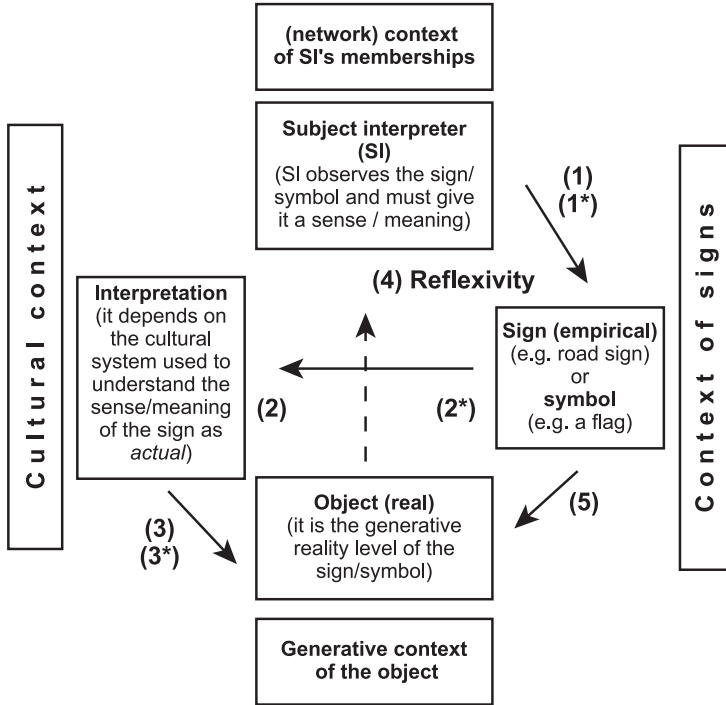 (network) context
of SI's memberships
Subject interpreter
(SI)
(SI observes the sign/
symbol and must give
it a sense / meaning)
(1)
(1*)
Cultural context
Context of signs
(4) Reflexivity
Interpretation
(it depends on
the cultural
system used to
understand the
sense/meaning
of the sign as
actual)
Sign (empirical)
(e.g. road sign)
or
symbol
(e.g. a flag)
(2)
(2*)
Object (real)
(it is the generative
reality level of the
sign/symbol)
(5)
(3)
(3*)
Generative context
of the object